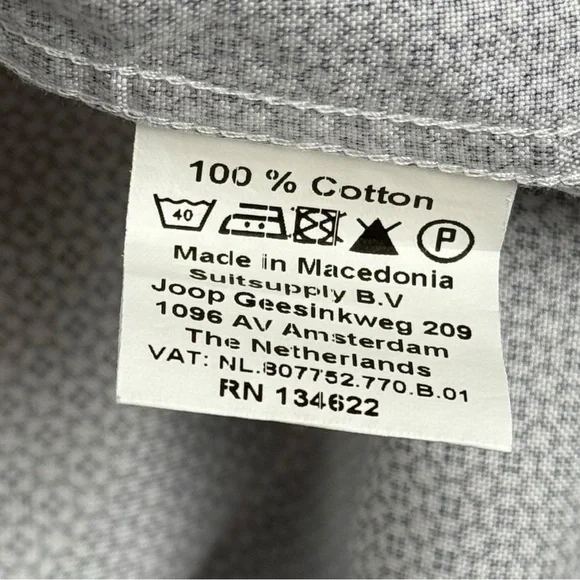 100 % Cotton
40 P
Made in Macedonia
Suitsupply B.V
Joop Geesinkweg 209
1096 AV Amsterdam
The Netherlands
VAT: NL.807752.770.B.01
RN 134622